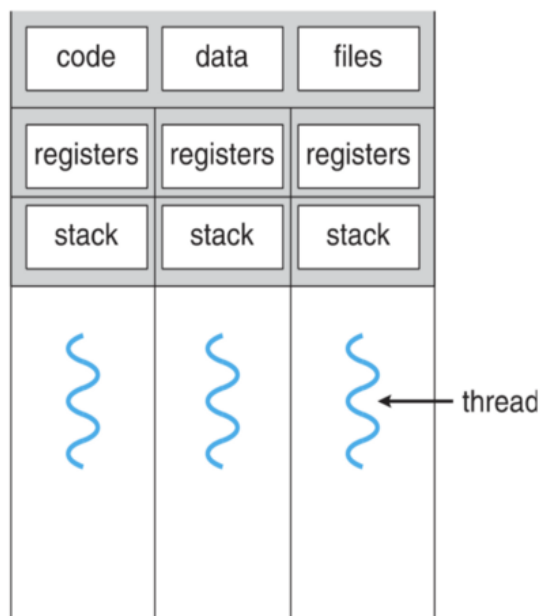 code data files
registers registers registers
stack stack stack
thread